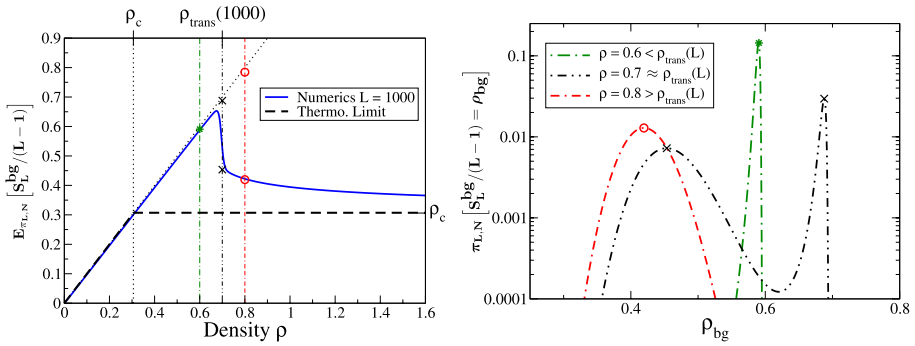 ρc
ρtrans(1000)
0.9
0.8
0.7
0.6
0.5
0.4
0.3
0.2
0.1
0
E πL,N [ S_L^bg /(L − 1) ]
Numerics L = 1000
Thermo. Limit
ρc
0 0.2 0.4 0.6 0.8 1 1.2 1.4 1.6
Density ρ
0.1
0.01
0.001
0.0001
πL,N [ S_L^bg /(L − 1) = ρbg ]
ρ = 0.6 < ρtrans(L)
ρ = 0.7 ≈ ρtrans(L)
ρ = 0.8 > ρtrans(L)
0.4 0.6 0.8
ρbg